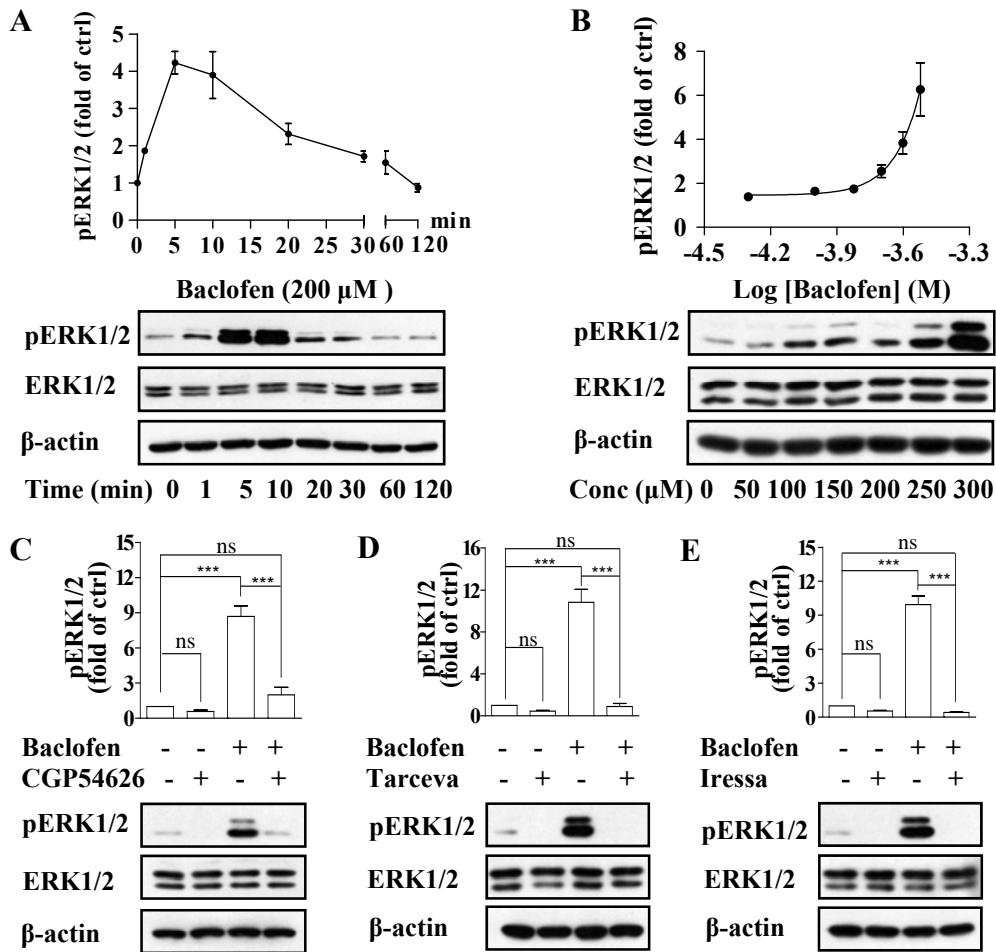 A
pERK1/2 (fold of ctrl)
5
4
3
2
1
0
0 5 10 15 20 25 30 60 120 min
Baclofen (200 μM )
pERK1/2
ERK1/2
β-actin
Time (min) 0 1 5 10 20 30 60 120
B
pERK1/2 (fold of ctrl)
8
6
4
2
0
-4.5 -4.2 -3.9 -3.6 -3.3
Log [Baclofen] (M)
pERK1/2
ERK1/2
β-actin
Conc (μM) 0 50 100 150 200 250 300
C
pERK1/2
(fold of ctrl)
15
12
9
6
3
0
ns
*** ***
ns
Baclofen - - + +
CGP54626 - + - +
pERK1/2
ERK1/2
β-actin
D
pERK1/2
(fold of ctrl)
16
12
8
4
0
ns
*** ***
ns
Baclofen - - + +
Tarceva - + - +
pERK1/2
ERK1/2
β-actin
E
pERK1/2
(fold of ctrl)
15
12
9
6
3
0
ns
*** ***
ns
Baclofen - - + +
Iressa - + - +
pERK1/2
ERK1/2
β-actin